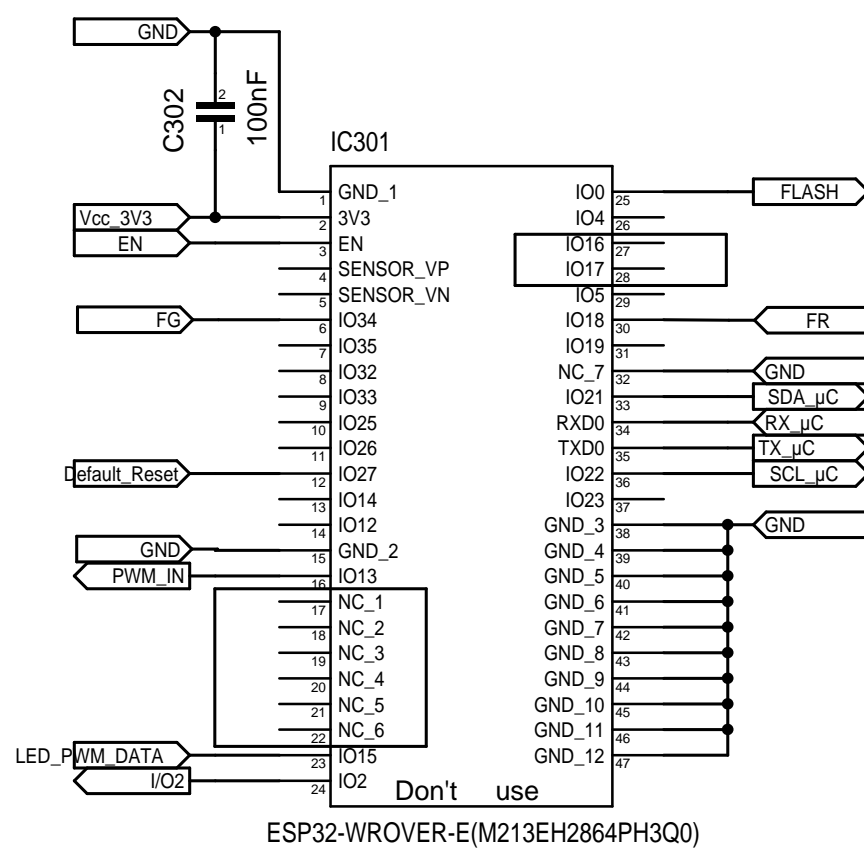 GND
C302
2
1
100nF
IC301
1 GND_1 IO0 25 FLASH
Vcc_3V3 2 3V3 IO4 26
EN 3 EN IO16 27
4 SENSOR_VP IO17 28
5 SENSOR_VN IO5 29
FG 6 IO34 IO18 30 FR
7 IO35 IO19 31
8 IO32 NC_7 32 GND
9 IO33 IO21 33 SDA_µC
10 IO25 RXD0 34 RX_µC
11 IO26 TXD0 35 TX_µC
Default_Reset 12 IO27 IO22 36 SCL_µC
13 IO14 IO23 37
14 IO12 GND_3 38 GND
GND 15 GND_2 GND_4 39
PWM_IN 16 IO13 GND_5 40
17 NC_1 GND_6 41
18 NC_2 GND_7 42
19 NC_3 GND_8 43
20 NC_4 GND_9 44
21 NC_5 GND_10 45
22 NC_6 GND_11 46
LED_PWM_DATA 23 IO15 GND_12 47
I/O2 24 IO2
Don't use
ESP32-WROVER-E(M213EH2864PH3Q0)